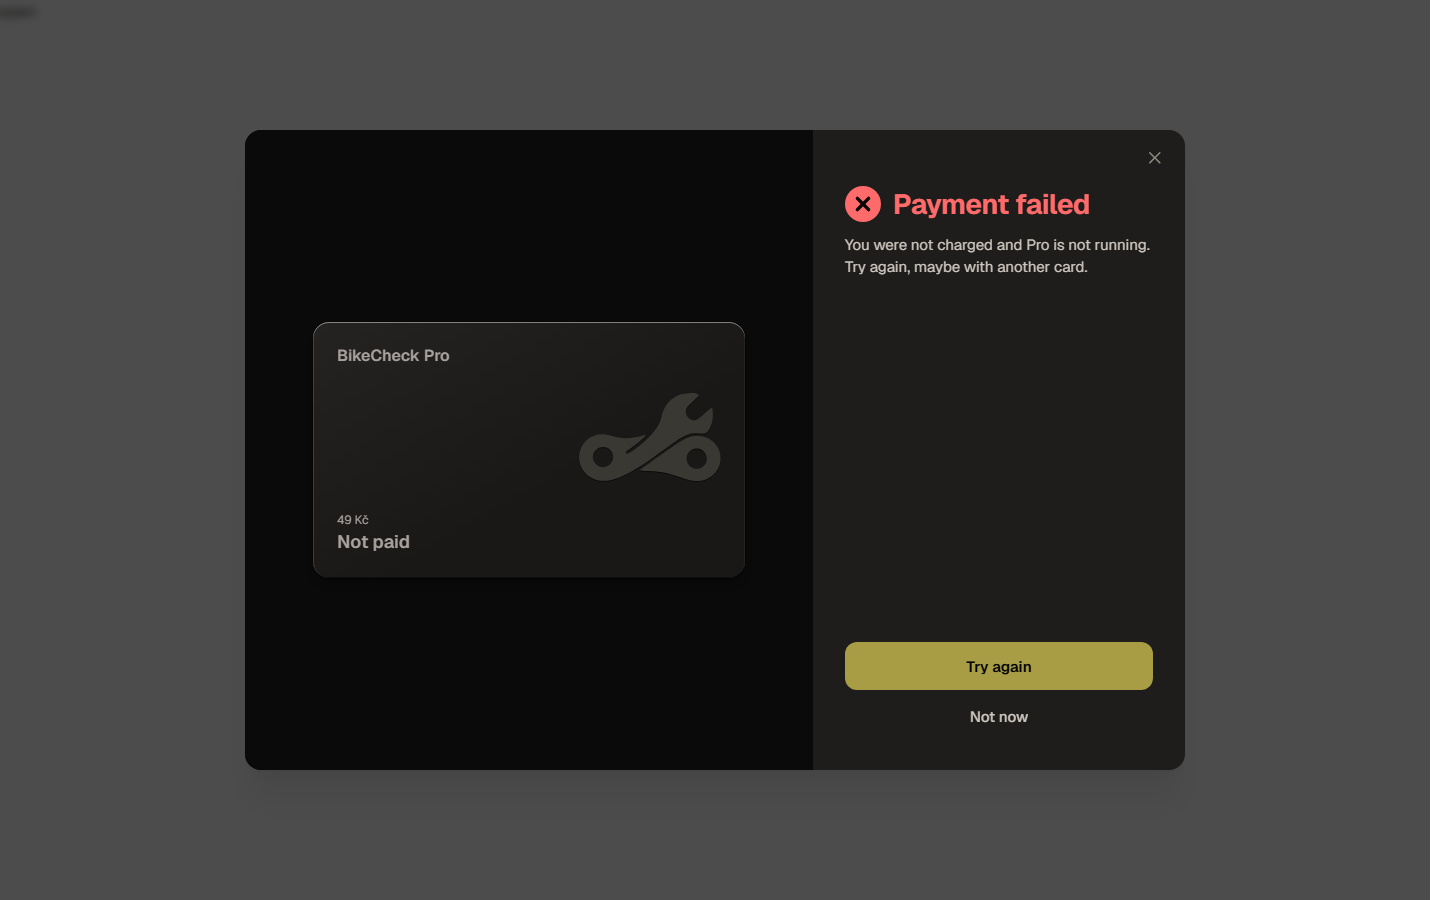 BikeCheck Pro
49 Kč
Not paid
Payment failed
You were not charged and Pro is not running.
Try again, maybe with another card.
Try again
Not now